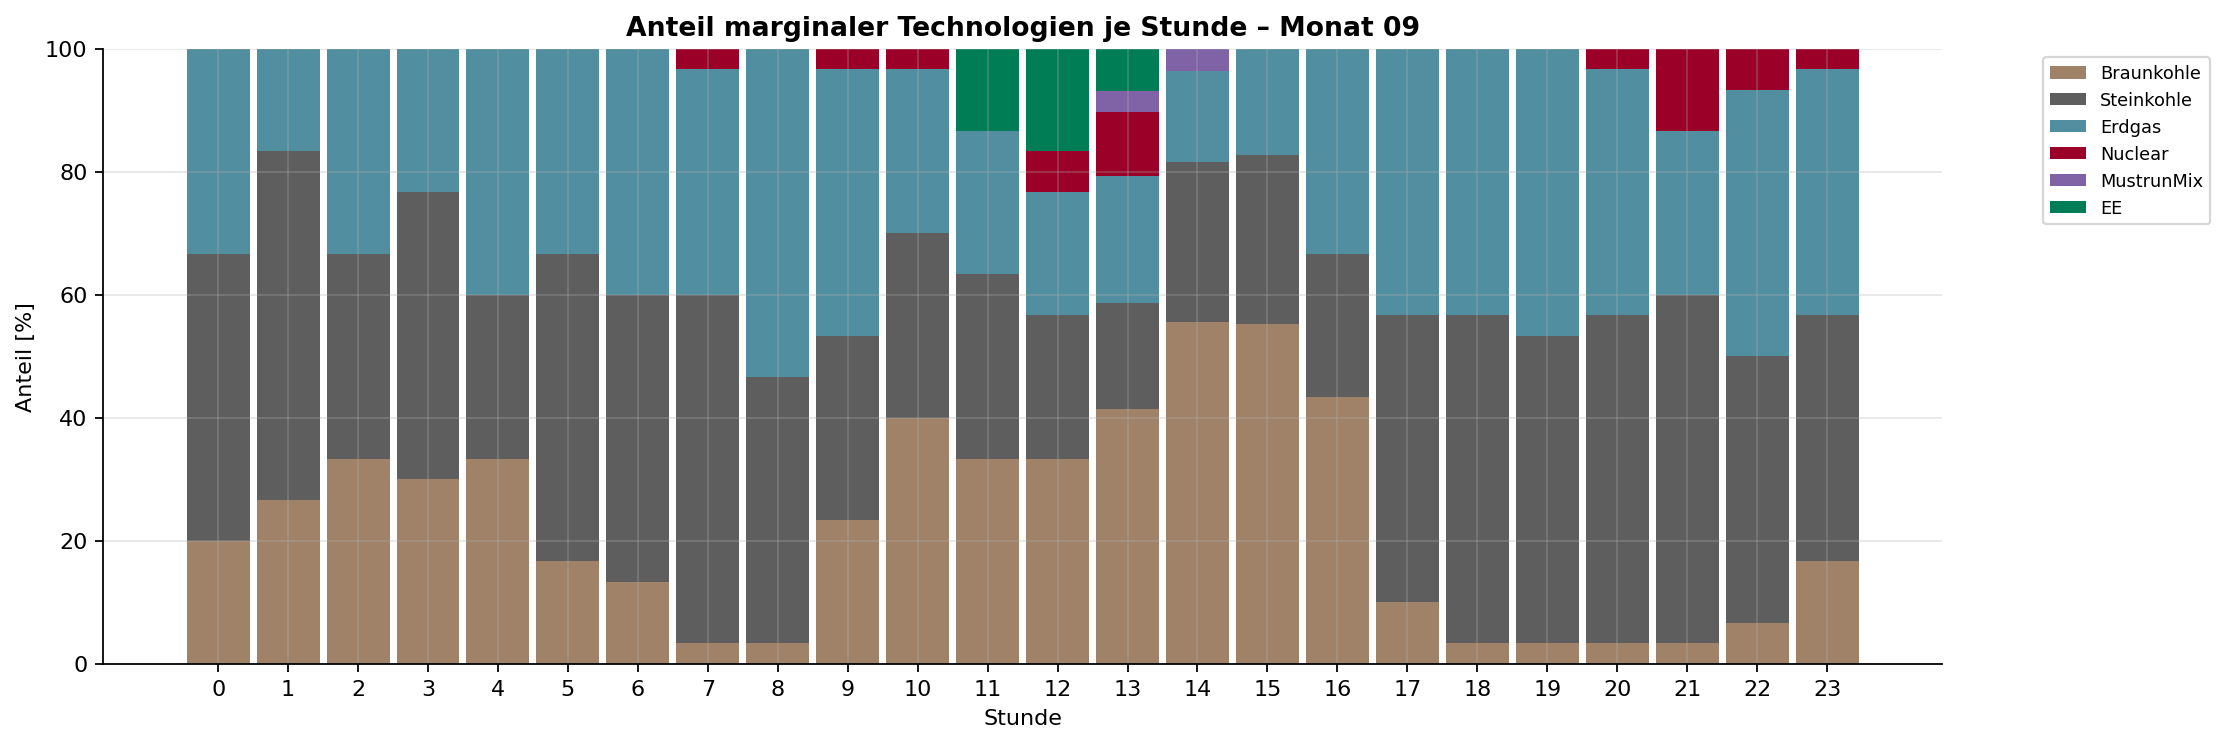 Anteil marginaler Technologien je Stunde – Monat 09
Anteil [%]
100
80
60
40
20
0
0 1 2 3 4 5 6 7 8 9 10 11 12 13 14 15 16 17 18 19 20 21 22 23
Stunde
Braunkohle
Steinkohle
Erdgas
Nuclear
MustrunMix
EE